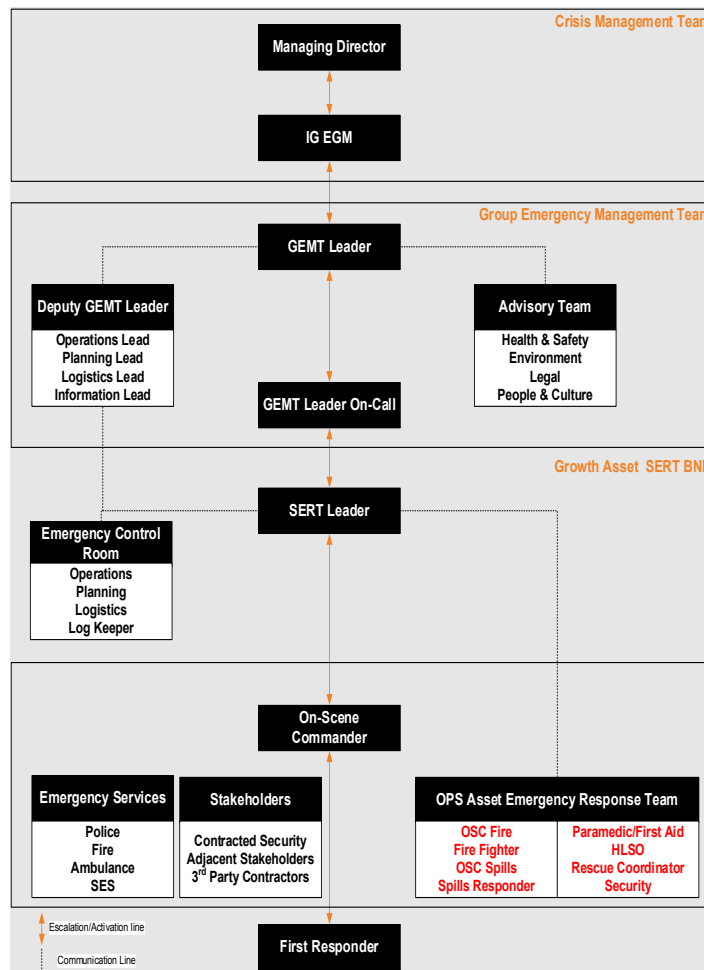 Crisis Management Team
Managing Director
IG EGM
Group Emergency Management Team
GEMT Leader
Deputy GEMT Leader
Operations Lead
Planning Lead
Logistics Lead
Information Lead
Advisory Team
Health & Safety
Environment
Legal
People & Culture
GEMT Leader On-Call
Growth Asset SERT BNE
SERT Leader
Emergency Control
Room
Operations
Planning
Logistics
Log Keeper
On-Scene
Commander
Emergency Services
Police
Fire
Ambulance
SES
Stakeholders
Contracted Security
Adjacent Stakeholders
3rd Party Contractors
OPS Asset Emergency Response Team
OSC Fire
Fire Fighter
OSC Spills
Spills Responder
Paramedic/First Aid
HLSO
Rescue Coordinator
Security
Escalation/Activation line
Communication Line
First Responder